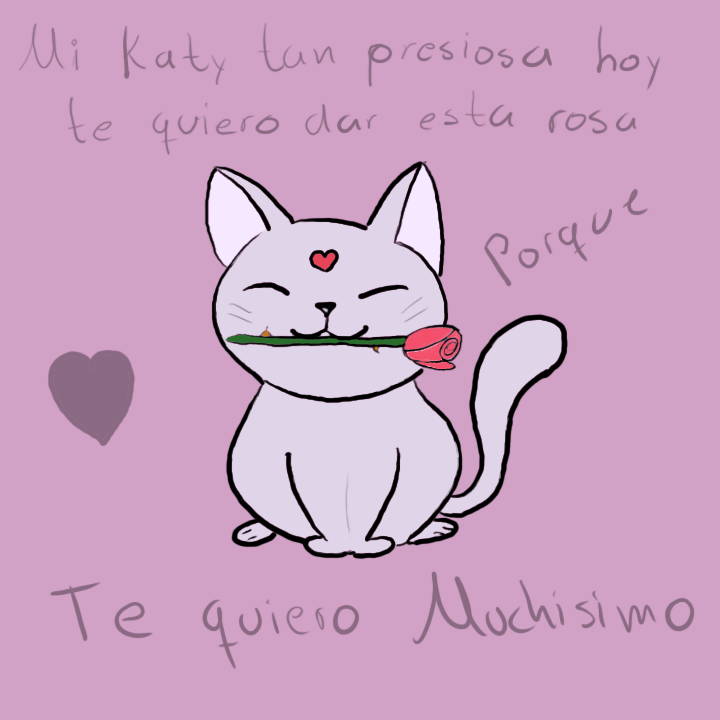 Mi Katy tan presiosa hoy
te quiero dar esta rosa
Porque
Te quiero Muchisimo